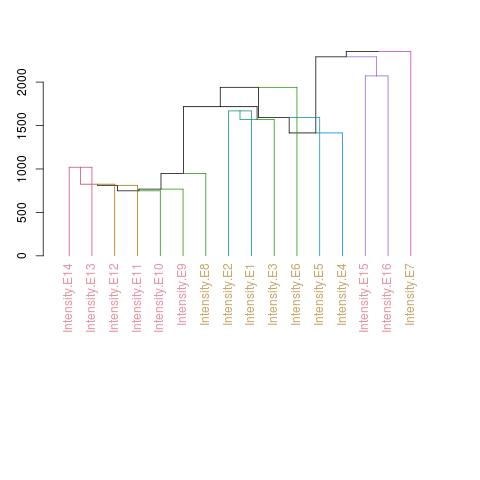 2000
1500
1000
500
0
Intensity.E14
Intensity.E13
Intensity.E12
Intensity.E11
Intensity.E10
Intensity.E9
Intensity.E8
Intensity.E2
Intensity.E1
Intensity.E3
Intensity.E6
Intensity.E5
Intensity.E4
Intensity.E15
Intensity.E16
Intensity.E7